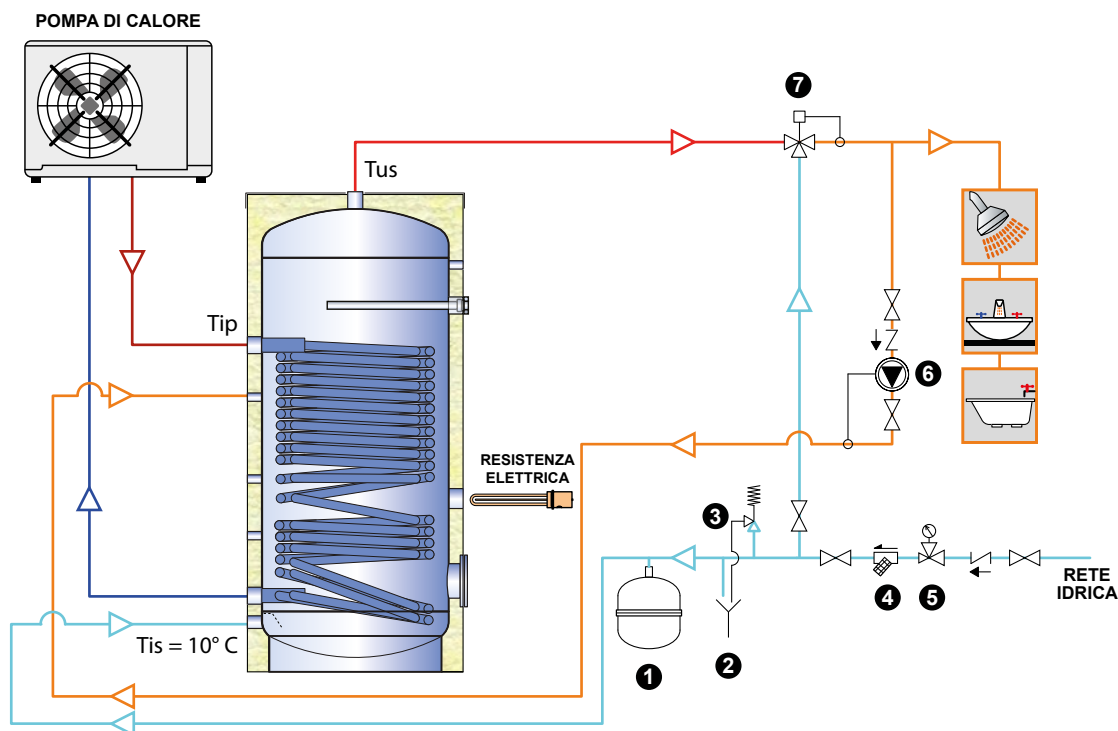 POMPA DI CALORE
7
Tus
Tip
6
RESISTENZA
ELETTRICA
3
4
5
RETE
IDRICA
Tis = 10° C
1
2